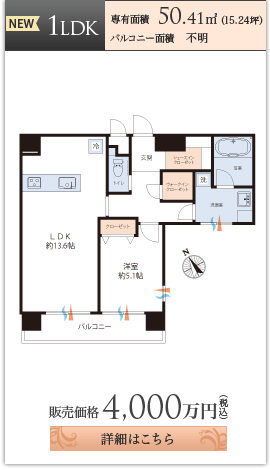 NEW 1LDK
専有面積 50.41㎡ (15.24坪)
バルコニー面積 不明
冷
玄関
シューズイン
クローゼット
浴室
トイレ
ウォークイン
クローゼット
洗
洗面室
LDK
約13.6帖
クローゼット
洋室
約5.1帖
N
バルコニー
販売価格 4,000万円(税込)
詳細はこちら